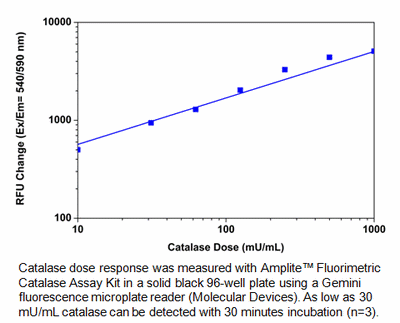 10000
1000
100
RFU Change (Ex/Em= 540/590 nm)
10
100
1000
Catalase Dose (mU/mL)
Catalase dose response was measured with Amplite™ Fluorimetric
Catalase Assay Kit in a solid black 96-well plate using a Gemini
fluorescence microplate reader (Molecular Devices). As low as 30
mU/mL catalase can be detected with 30 minutes incubation (n=3).